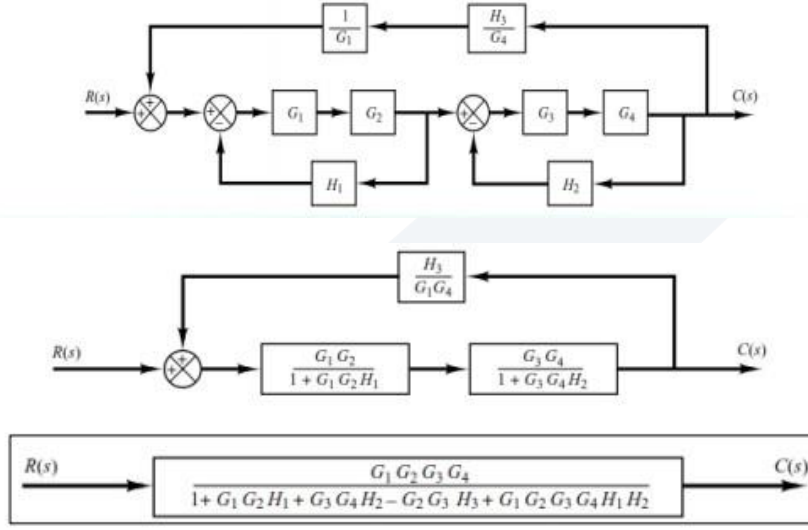 1/G₁ H₃/G₄
R(s) + + + − G₁ G₂ + − G₃ G₄ C(s)
H₁ H₂
H₃/G₁G₄
R(s) + + G₁G₂/1 + G₁G₂H₁ G₃G₄/1 + G₃G₄H₂ C(s)
R(s) G₁G₂G₃G₄/1 + G₁G₂H₁ + G₃G₄H₂ − G₂G₃H₃ + G₁G₂G₃G₄H₁H₂ C(s)